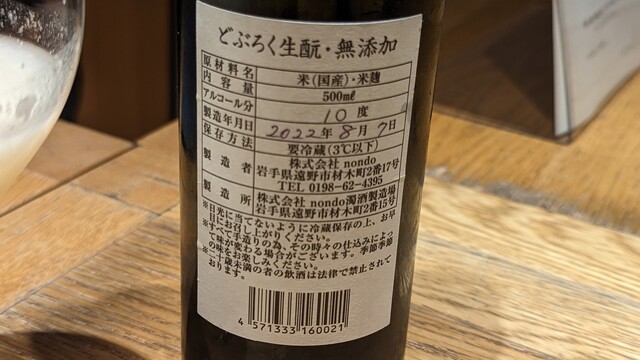 どぶろく生酛・無添加
原材料名 米(国産)・米麹
内容量 500㎖
アルコール分 10度
製造年月日 2022年8月7日
保存方法 要冷蔵(3℃以下)
製造者 株式会社 nondo
岩手県遠野市材木町2番17号
TEL 0198-62-4395
製造所 株式会社 nondo濁酒製造場
岩手県遠野市材木町2番15号
※日光に当てないように冷蔵保存の上、お早
目にお召し上がりください。
※すべて手造りの為、その時々の仕込みによっ
て味が変わる場合がございます。季節季節
の味をお楽しみください。
※二十歳未満の者の飲酒は法律で禁止されて
おります。
4 571333 160021